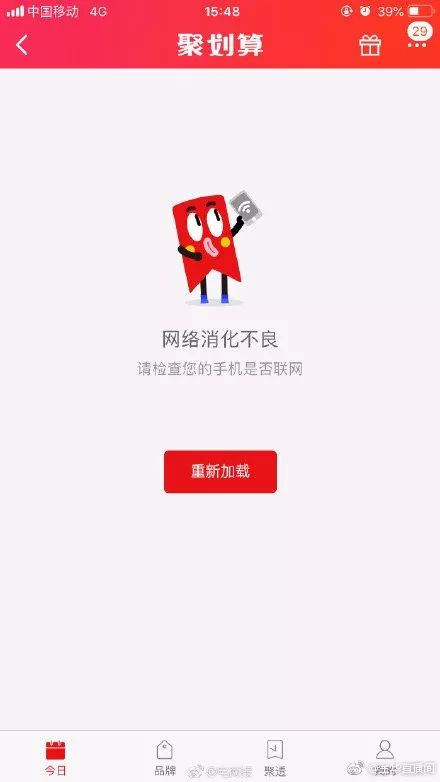 中国移动 4G 15:48 39%
聚划算
29
网络消化不良
请检查您的手机是否联网
重新加载
今日 品牌 聚透 我的